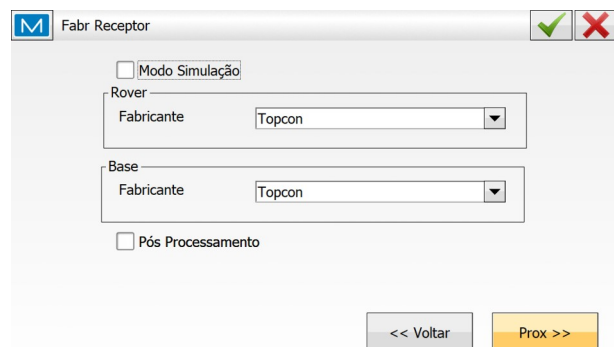 M Fabr Receptor
Modo Simulação
Rover
Fabricante Topcon
Base
Fabricante Topcon
Pós Processamento
<< Voltar Prox >>